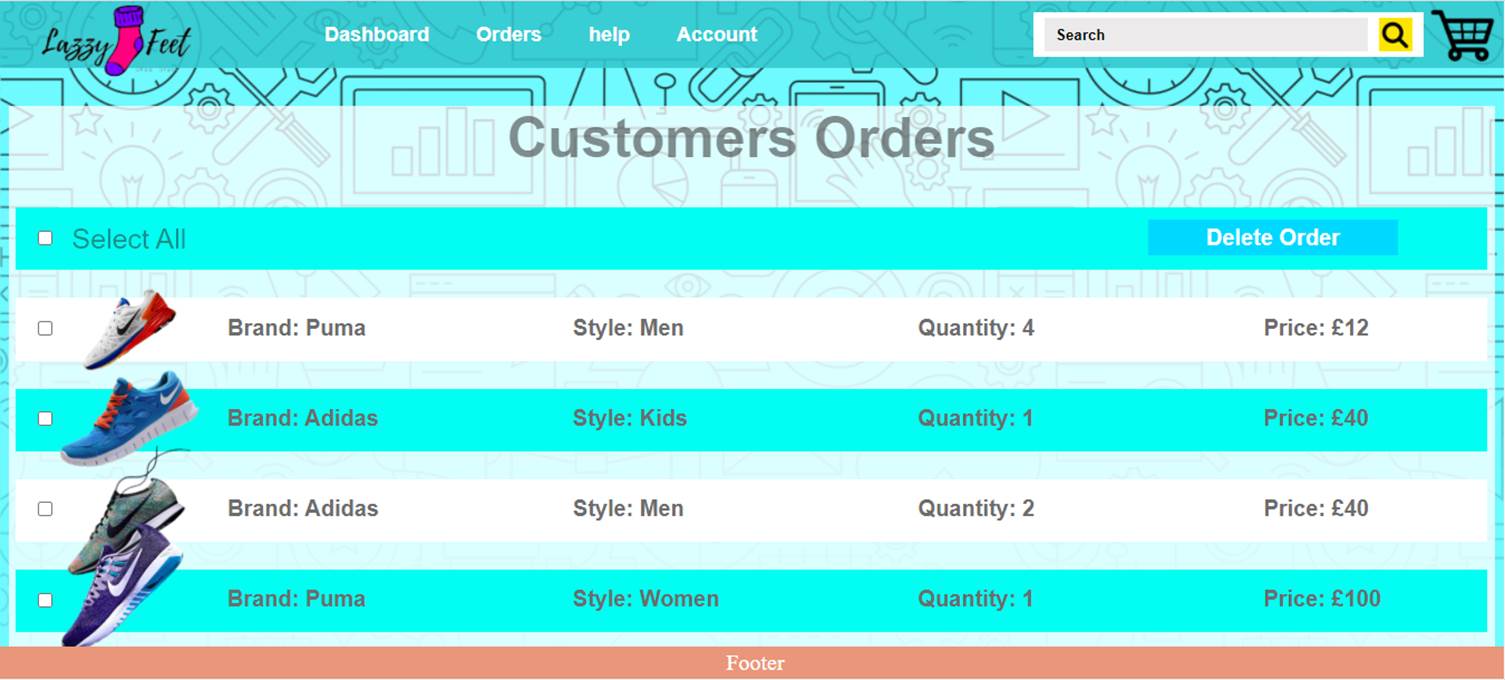 Lazzy Feet
Dashboard Orders help Account
Search
Customers Orders
Select All
Delete Order
Brand: Puma Style: Men Quantity: 4 Price: £12
Brand: Adidas Style: Kids Quantity: 1 Price: £40
Brand: Adidas Style: Men Quantity: 2 Price: £40
Brand: Puma Style: Women Quantity: 1 Price: £100
Footer